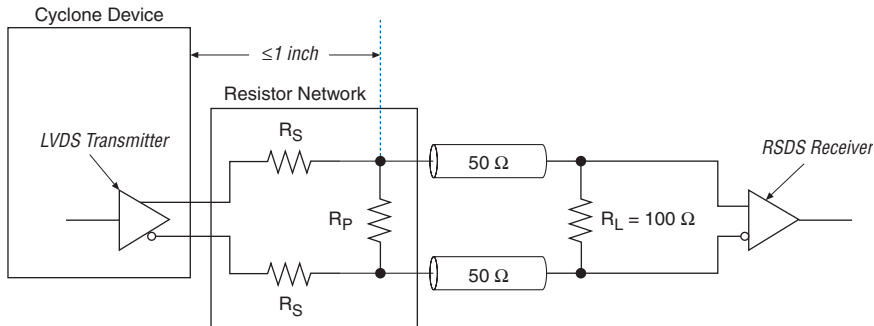 Cyclone Device
≤1 inch
Resistor Network
LVDS Transmitter
R_S
50 Ω
RSDS Receiver
R_P
R_L = 100 Ω
50 Ω
R_S